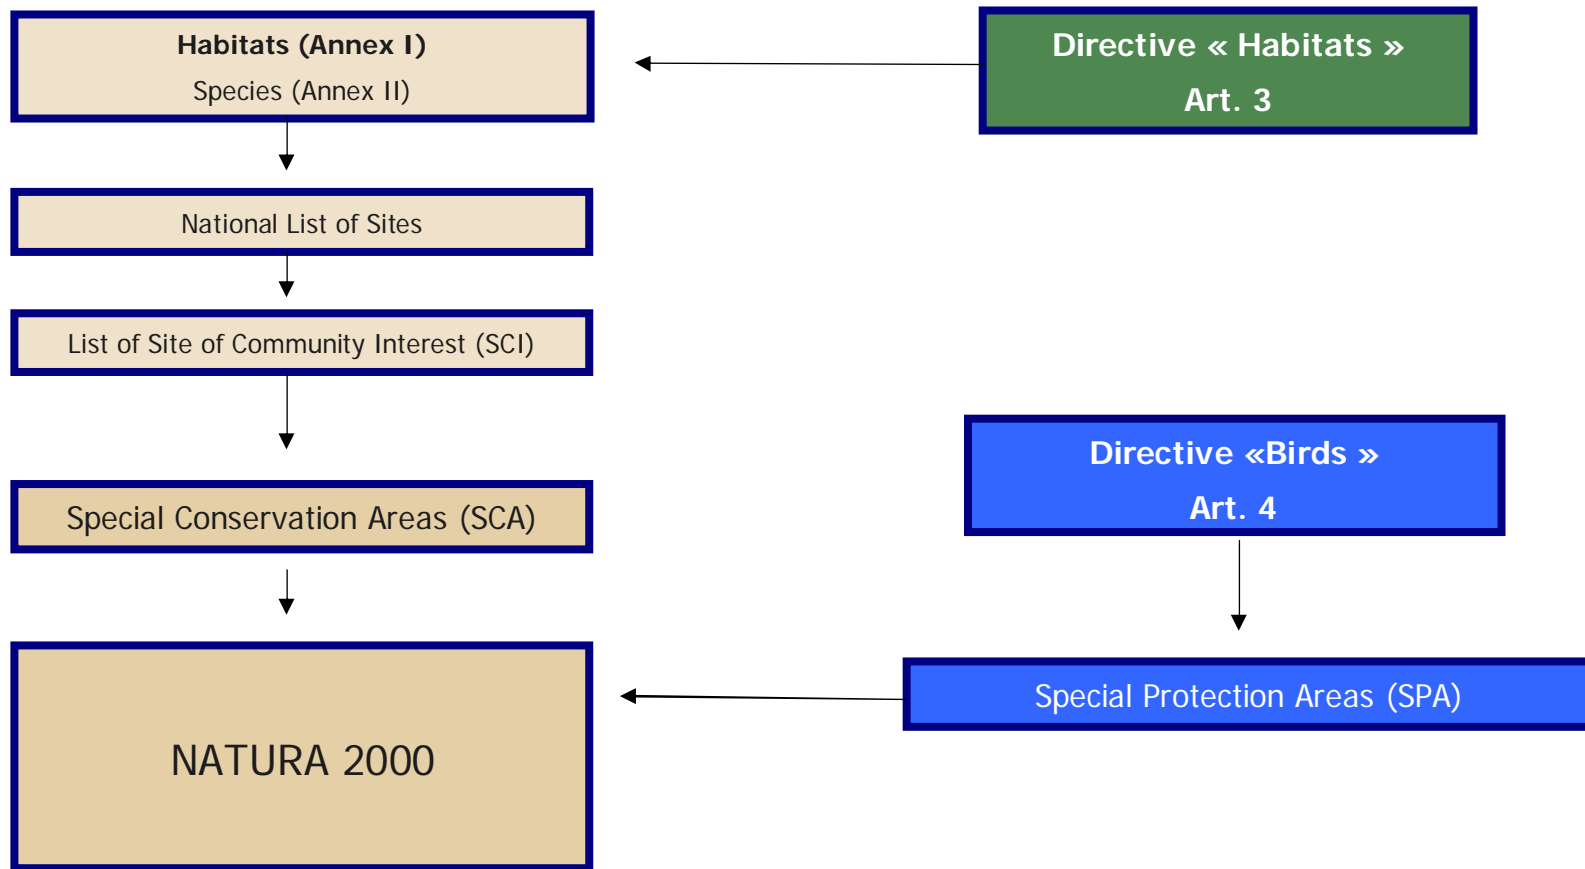 Habitats (Annex I)
Species (Annex II)
Directive « Habitats »
Art. 3
National List of Sites
List of Site of Community Interest (SCI)
Directive «Birds »
Art. 4
Special Conservation Areas (SCA)
Special Protection Areas (SPA)
NATURA 2000